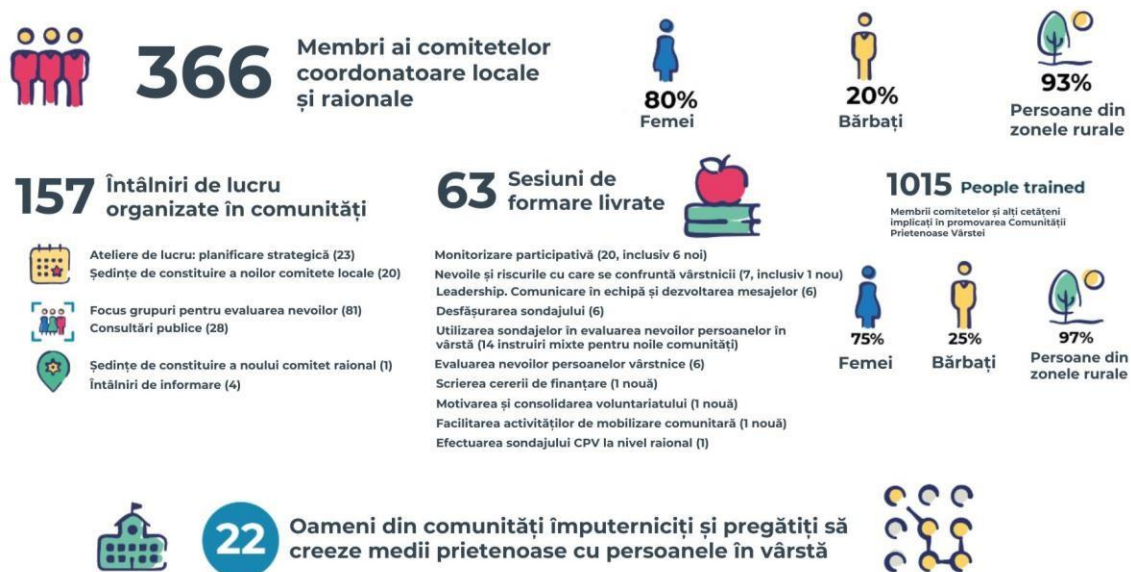 366
Membri ai comitetelor
coordonatoare locale
și raionale
80%
Femei
20%
Bărbați
93%
Persoane din
zonele rurale
157
Întâlniri de lucru
organizate în comunități
Ateliere de lucru: planificare strategică (23)
Ședințe de constituire a noilor comitete locale (20)
Focus grupuri pentru evaluarea nevoilor (81)
Consultări publice (28)
Ședințe de constituire a noului comitet raional (1)
Întâlniri de informare (4)
63
Sesiuni de
formare livrate
Monitorizare participativă (20, inclusiv 6 noi)
Nevoile și riscurile cu care se confruntă vârstnicii (7, inclusiv 1 nou)
Leadership. Comunicare în echipă și dezvoltarea mesajelor (6)
Desfășurarea sondajului (6)
Utilizarea sondajelor în evaluarea nevoilor persoanelor în
vârstă (14 instruiri mixte pentru noile comunități)
Evaluarea nevoilor persoanelor vârstnice (6)
Scrierea cererii de finanțare (1 nouă)
Motivarea și consolidarea voluntariatului (1 nouă)
Facilitarea activităților de mobilizare comunitară (1 nouă)
Efectuarea sondajului CPV la nivel raional (1)
1015 People trained
Membrii comitetelor și alți cetățeni
implicați în promovarea Comunității
Prietenoase Vârstei
75%
Femei
25%
Bărbați
97%
Persoane din
zonele rurale
22
Oameni din comunități împuterniciți și pregătiți să
creeze medii prietenoase cu persoanele în vârstă